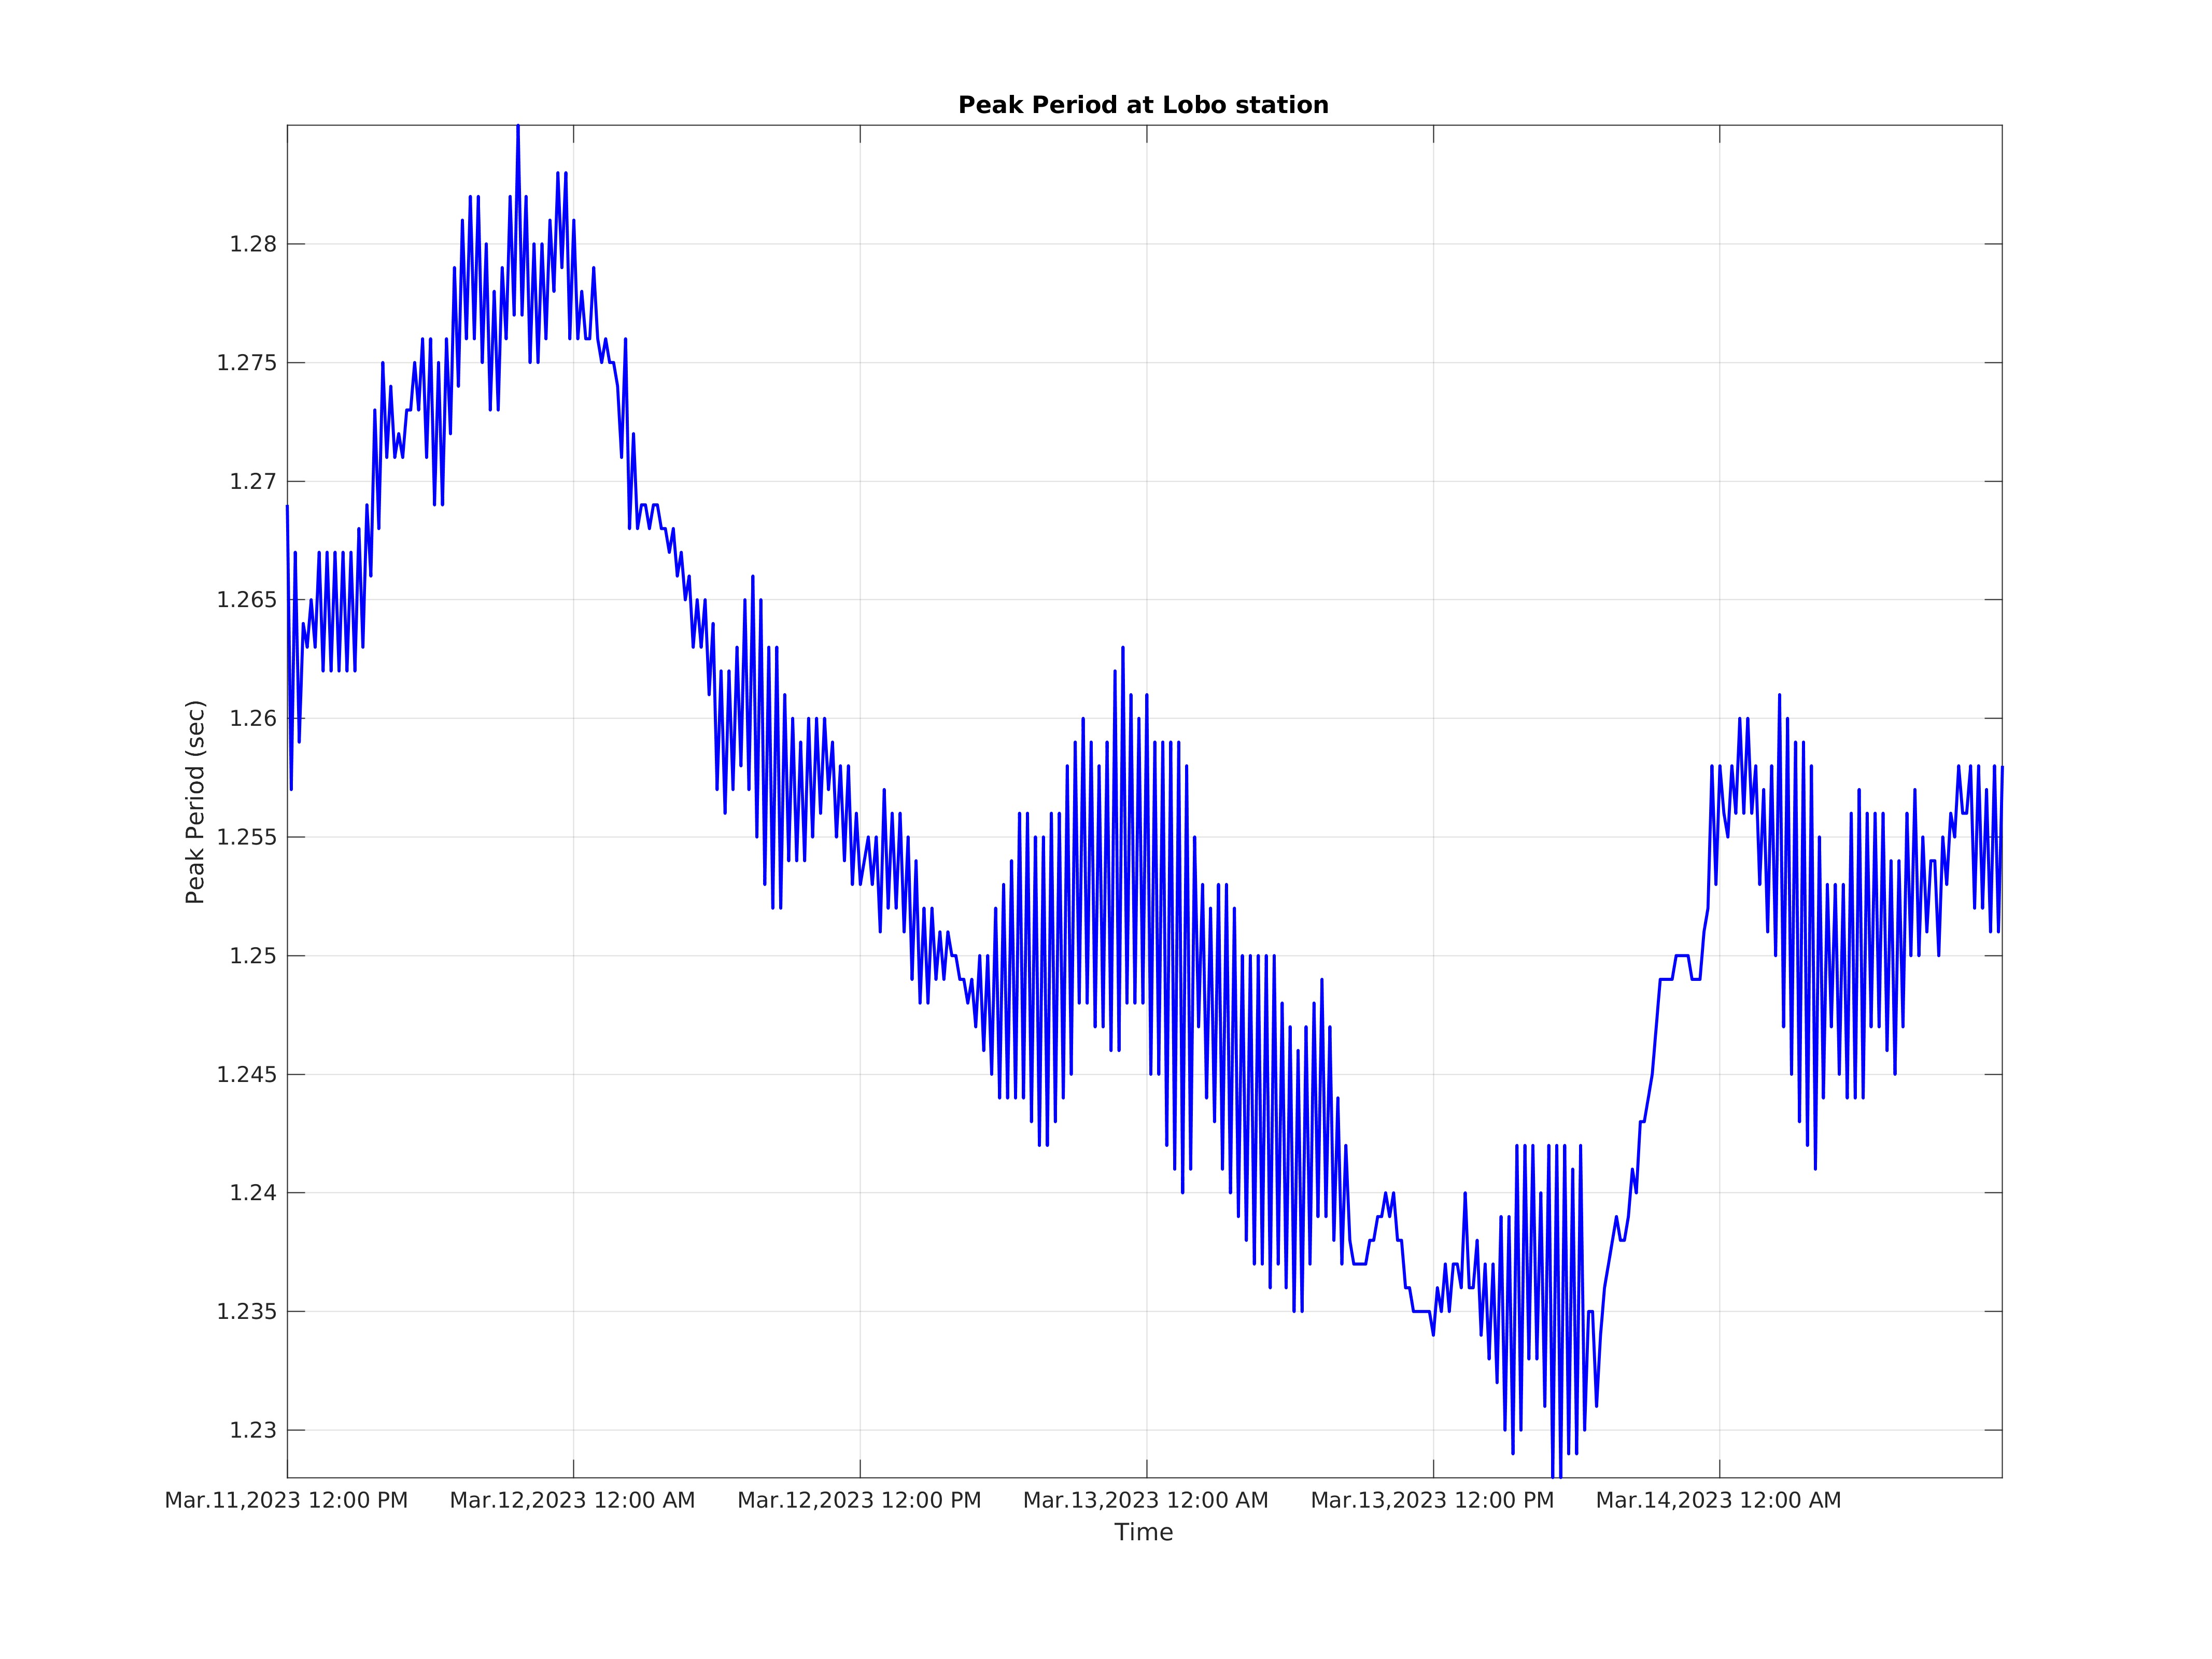 Peak Period at Lobo station
Peak Period (sec)
1.28
1.275
1.27
1.265
1.26
1.255
1.25
1.245
1.24
1.235
1.23
Mar.11,2023 12:00 PM Mar.12,2023 12:00 AM Mar.12,2023 12:00 PM Mar.13,2023 12:00 AM Mar.13,2023 12:00 PM Mar.14,2023 12:00 AM
Time